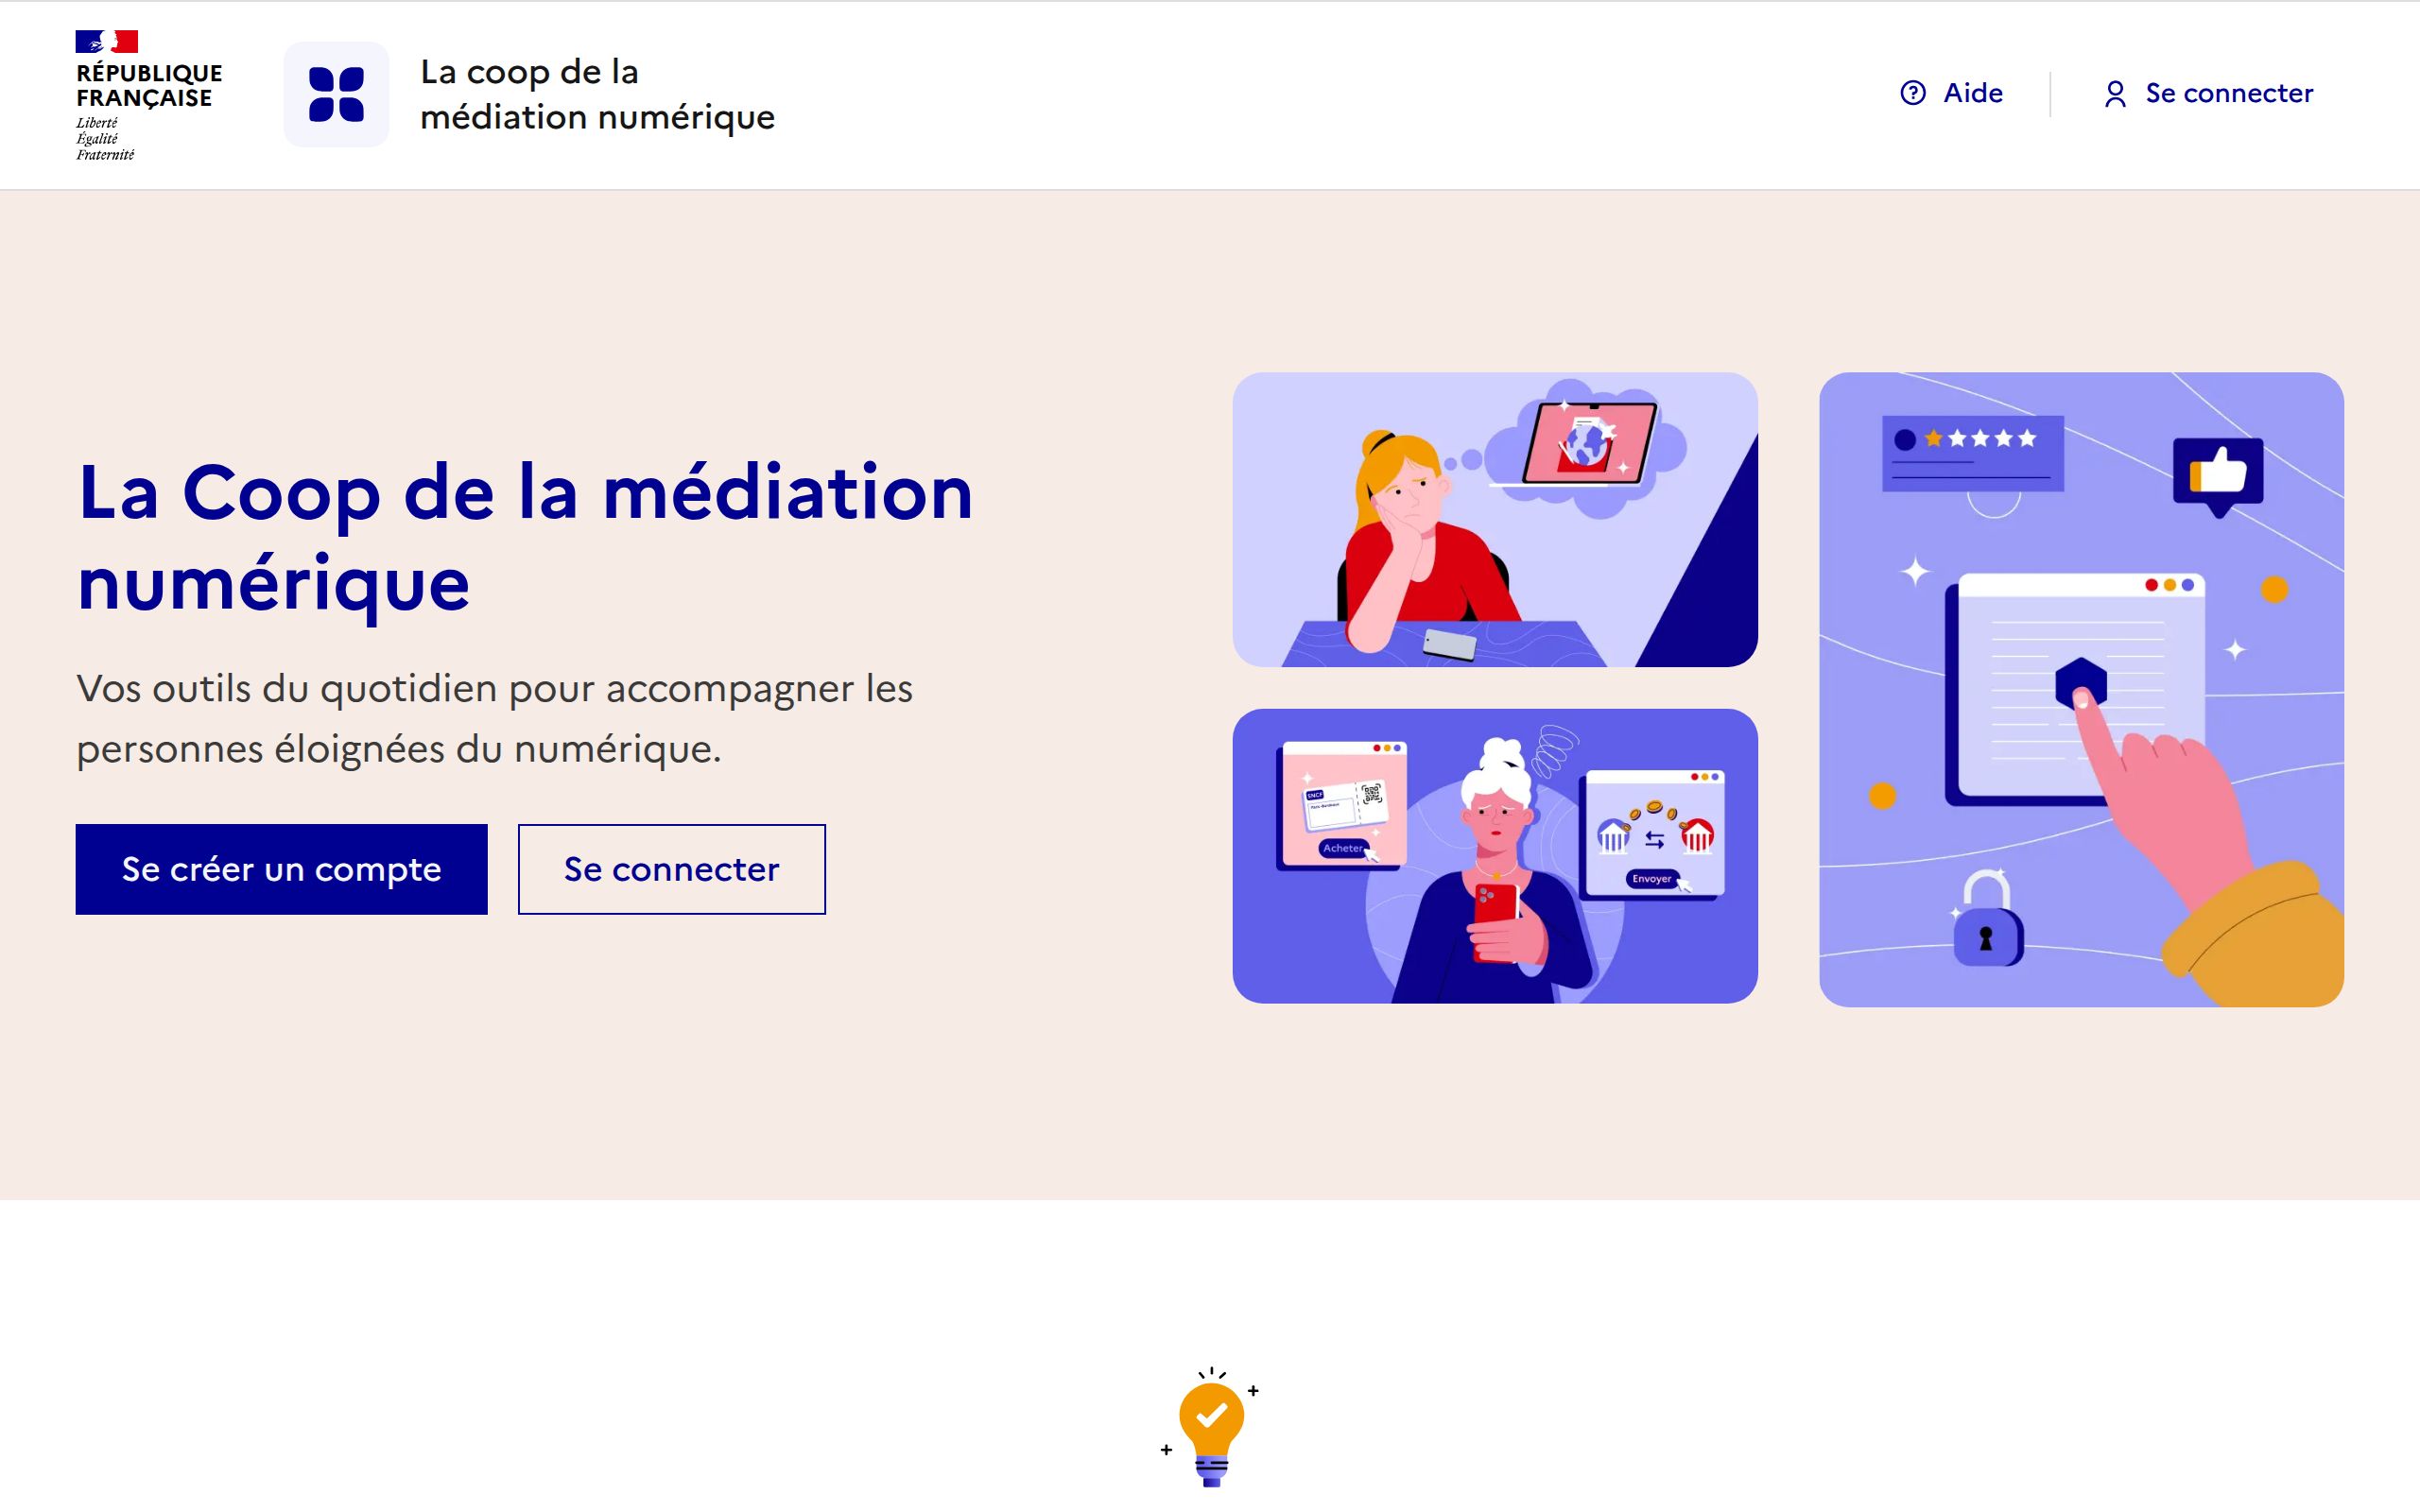 RÉPUBLIQUE
FRANÇAISE
Liberté
Égalité
Fraternité
La coop de la
médiation numérique
Aide
Se connecter
La Coop de la médiation
numérique
Vos outils du quotidien pour accompagner les
personnes éloignées du numérique.
Se créer un compte
Se connecter
Acheter
Envoyer